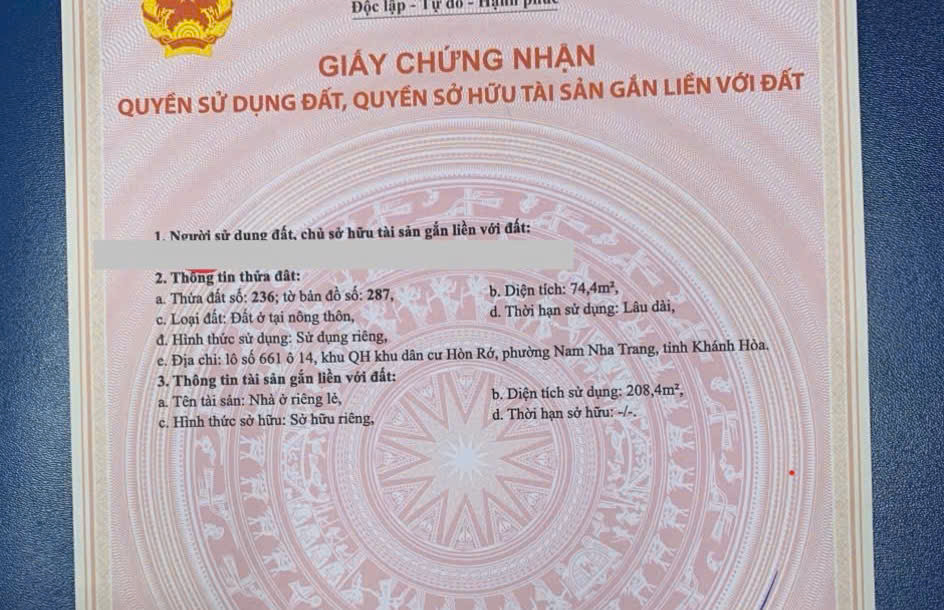 Độc lập - Tự do - Hạnh phúc
GIẤY CHỨNG NHẬN
QUYỀN SỬ DỤNG ĐẤT, QUYỀN SỞ HỮU TÀI SẢN GẮN LIỀN VỚI ĐẤT
1. Người sử dụng đất, chủ sở hữu tài sản gắn liền với đất:
2. Thông tin thửa đất:
a. Thửa đất số: 236; tờ bản đồ số: 287, b. Diện tích: 74,4m²,
c. Loại đất: Đất ở tại nông thôn, d. Thời hạn sử dụng: Lâu dài,
đ. Hình thức sử dụng: Sử dụng riêng,
e. Địa chỉ: lô số 661 ô 14, khu QH khu dân cư Hòn Rớ, phường Nam Nha Trang, tỉnh Khánh Hòa.
3. Thông tin tài sản gắn liền với đất:
a. Tên tài sản: Nhà ở riêng lẻ, b. Diện tích sử dụng: 208,4m²,
c. Hình thức sở hữu: Sở hữu riêng, d. Thời hạn sở hữu: -/-.